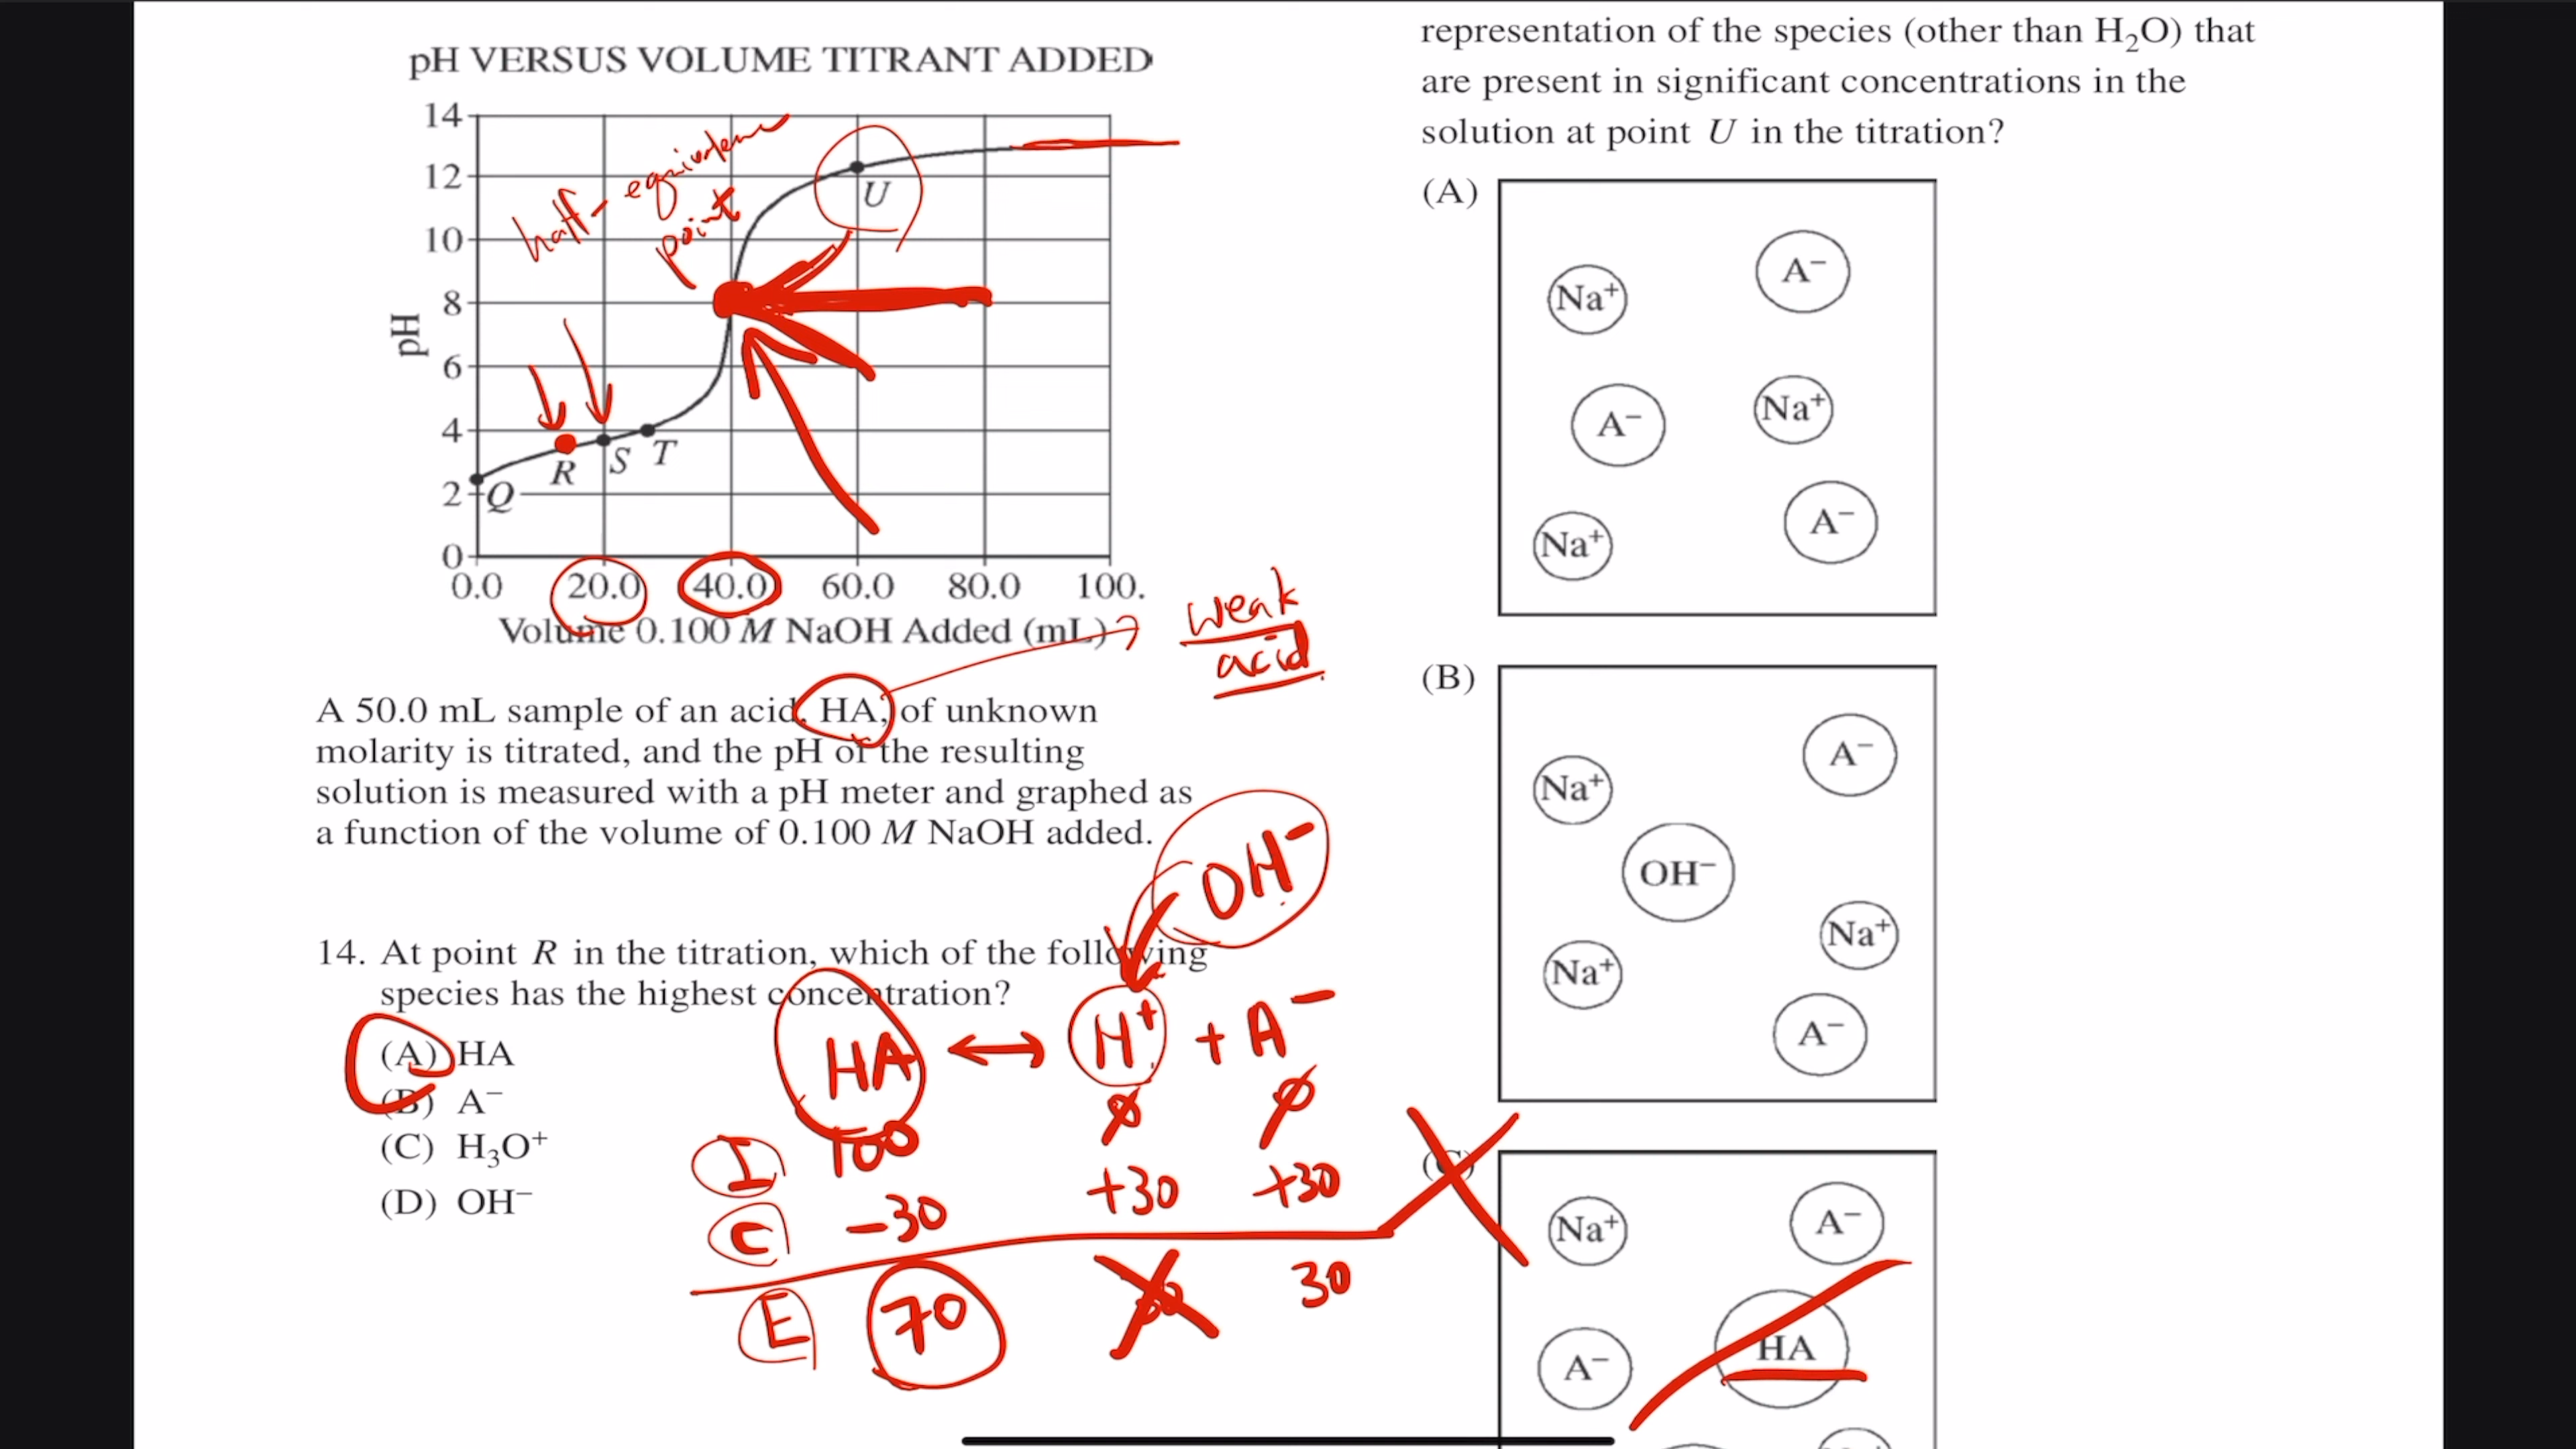 pH VERSUS VOLUME TITRANT ADDED
14
12
10
8
6
4
2
0
pH
half-equivalence
point
U
R
S
T
Q
0.0 20.0 40.0 60.0 80.0 100.
Volume 0.100 M NaOH Added (mL)
weak
acid
A 50.0 mL sample of an acid, HA, of unknown
molarity is titrated, and the pH of the resulting
solution is measured with a pH meter and graphed as
a function of the volume of 0.100 M NaOH added.
OH⁻
14. At point R in the titration, which of the following
species has the highest concentration?
(A) HA
(B) A⁻
(C) H₃O⁺
(D) OH⁻
HA ↔ H⁺ + A⁻
0 0
I 100
C -30 +30 +30
E 70 30
representation of the species (other than H₂O) that
are present in significant concentrations in the
solution at point U in the titration?
(A)
Na⁺ A⁻
A⁻ Na⁺
Na⁺ A⁻
(B)
Na⁺ A⁻
OH⁻
Na⁺ Na⁺
A⁻
(C)
Na⁺ A⁻
A⁻ HA